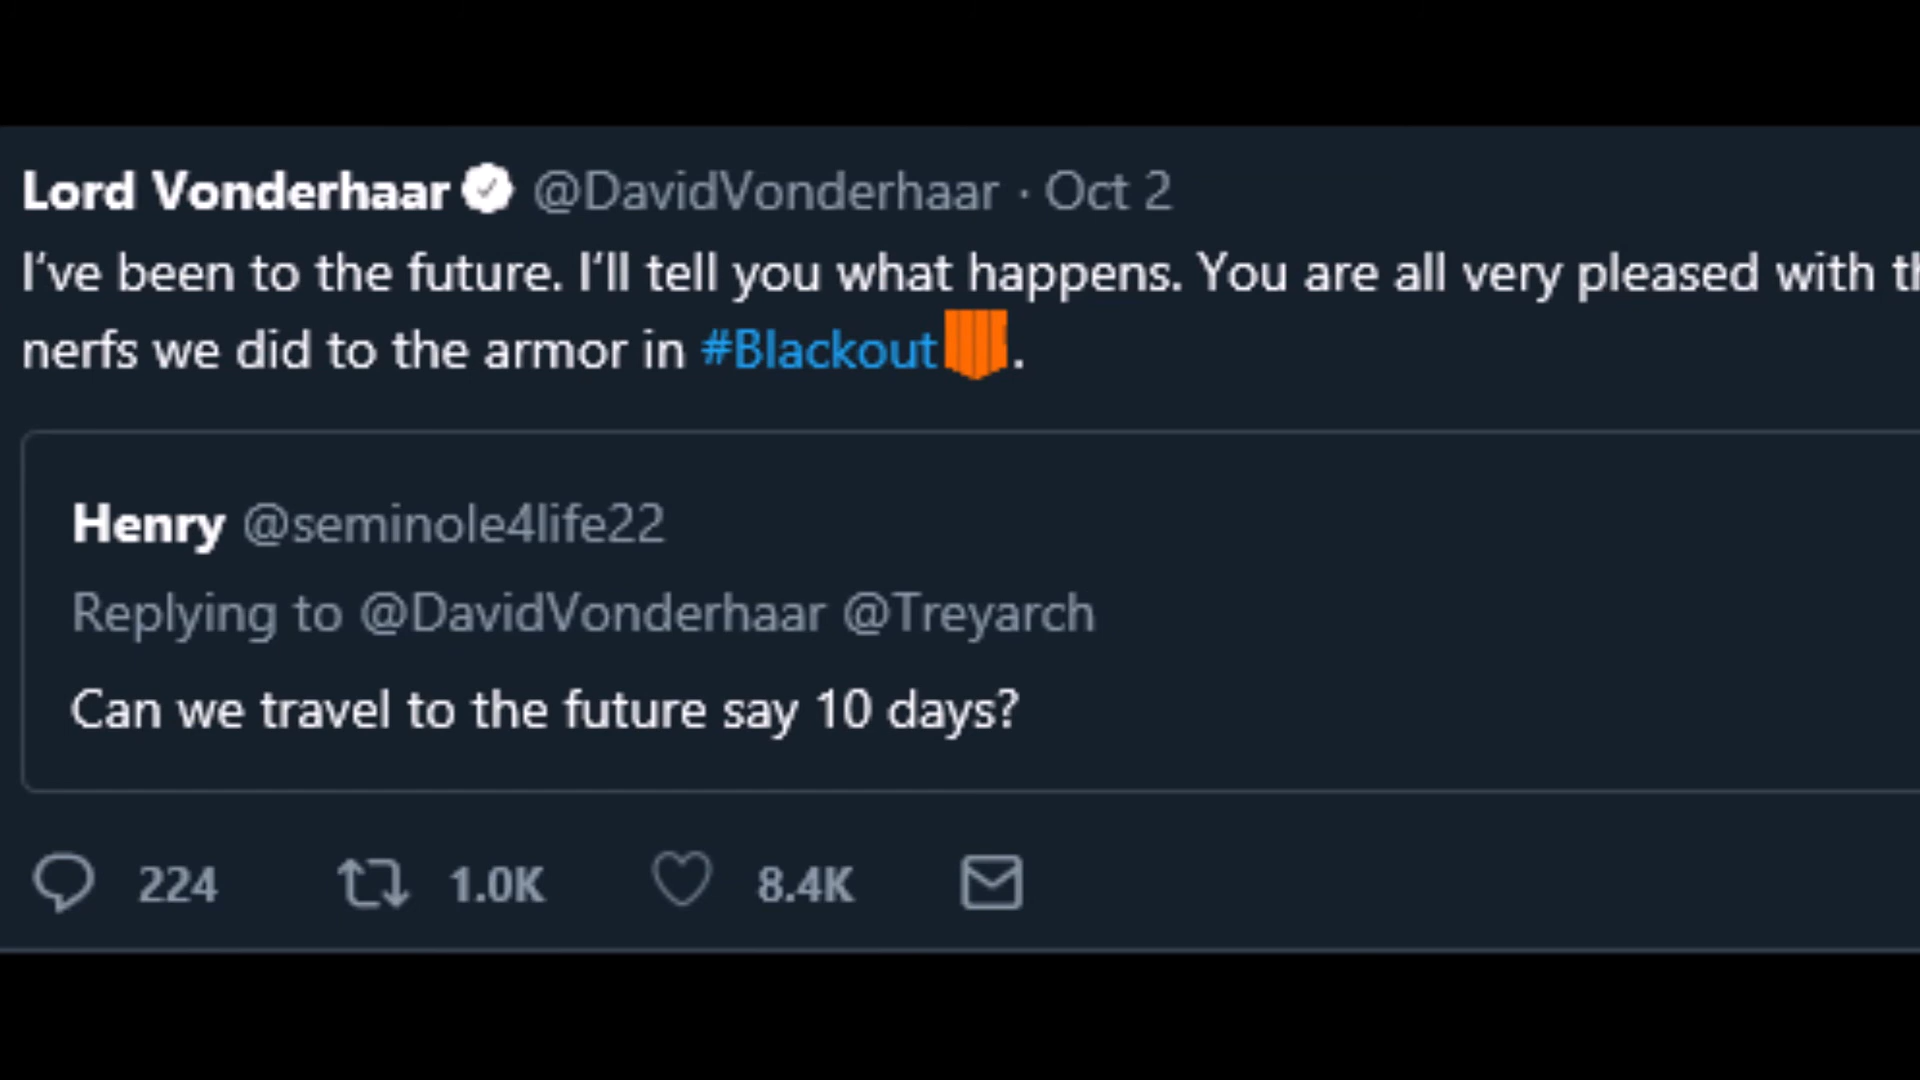 Lord Vonderhaar @DavidVonderhaar · Oct 2
I've been to the future. I'll tell you what happens. You are all very pleased with
nerfs we did to the armor in #Blackout.
Henry @seminole4life22
Replying to @DavidVonderhaar @Treyarch
Can we travel to the future say 10 days?
224 1.0K 8.4K